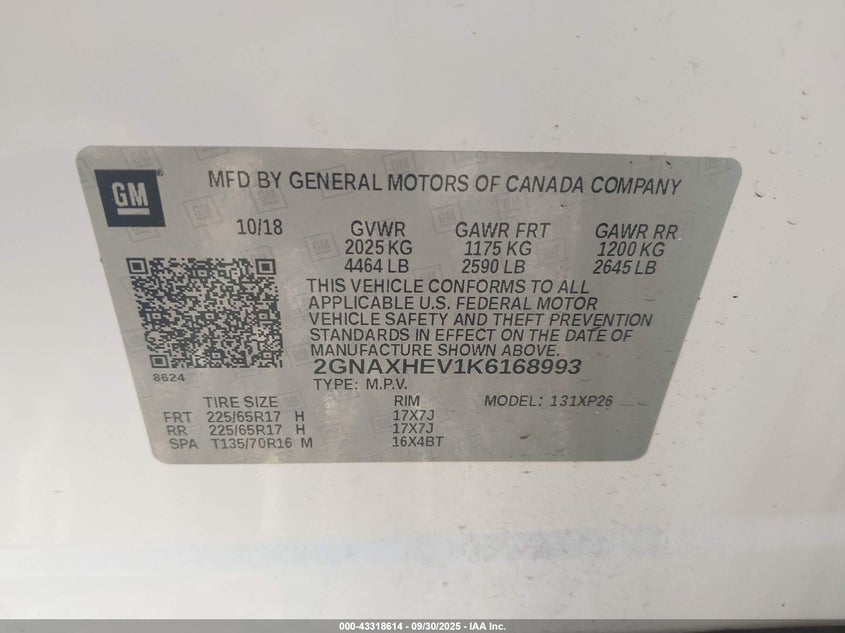 GM
MFD BY GENERAL MOTORS OF CANADA COMPANY
10/18 GVWR GAWR FRT GAWR RR
2025 KG 1175 KG 1200 KG
4464 LB 2590 LB 2645 LB
THIS VEHICLE CONFORMS TO ALL
APPLICABLE U.S. FEDERAL MOTOR
VEHICLE SAFETY AND THEFT PREVENTION
STANDARDS IN EFFECT ON THE DATE OF
MANUFACTURE SHOWN ABOVE.
2GNAXHEV1K6168993
8624
TYPE: M.P.V.
TIRE SIZE RIM MODEL: 131XP26
FRT 225/65R17 H 17X7J
RR 225/65R17 H 17X7J
SPA T135/70R16 M 16X4BT
000-43318614 - 09/30/2025 - IAA Inc.